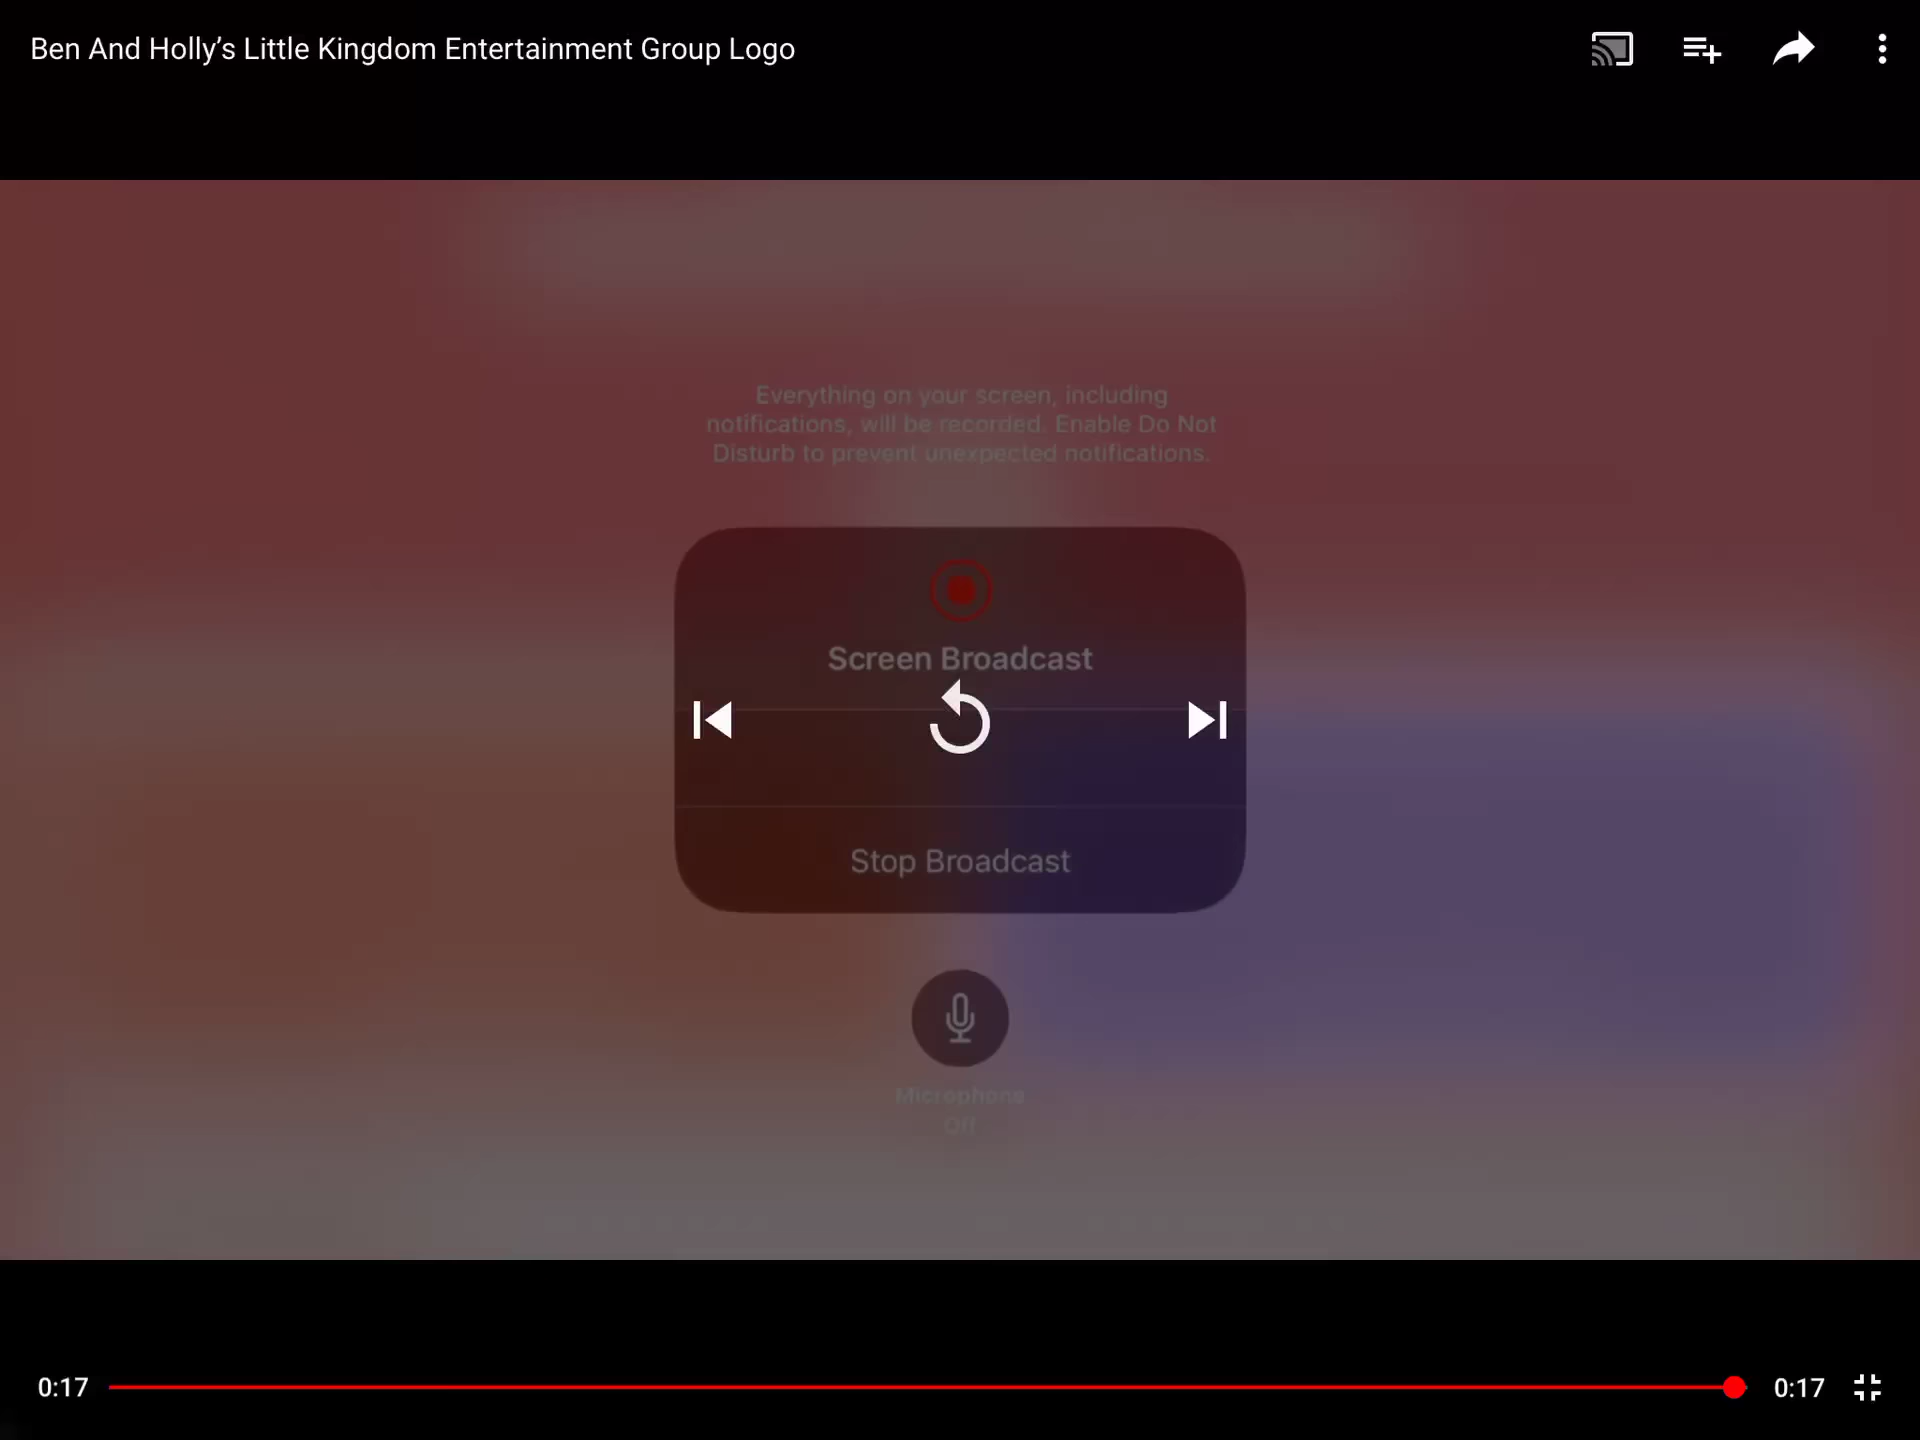 Ben And Holly’s Little Kingdom Entertainment Group Logo
Everything on your screen, including
notifications, will be recorded. Enable Do Not
Disturb to prevent unexpected notifications.
Screen Broadcast
Stop Broadcast
Microphone
Off
0:17
0:17